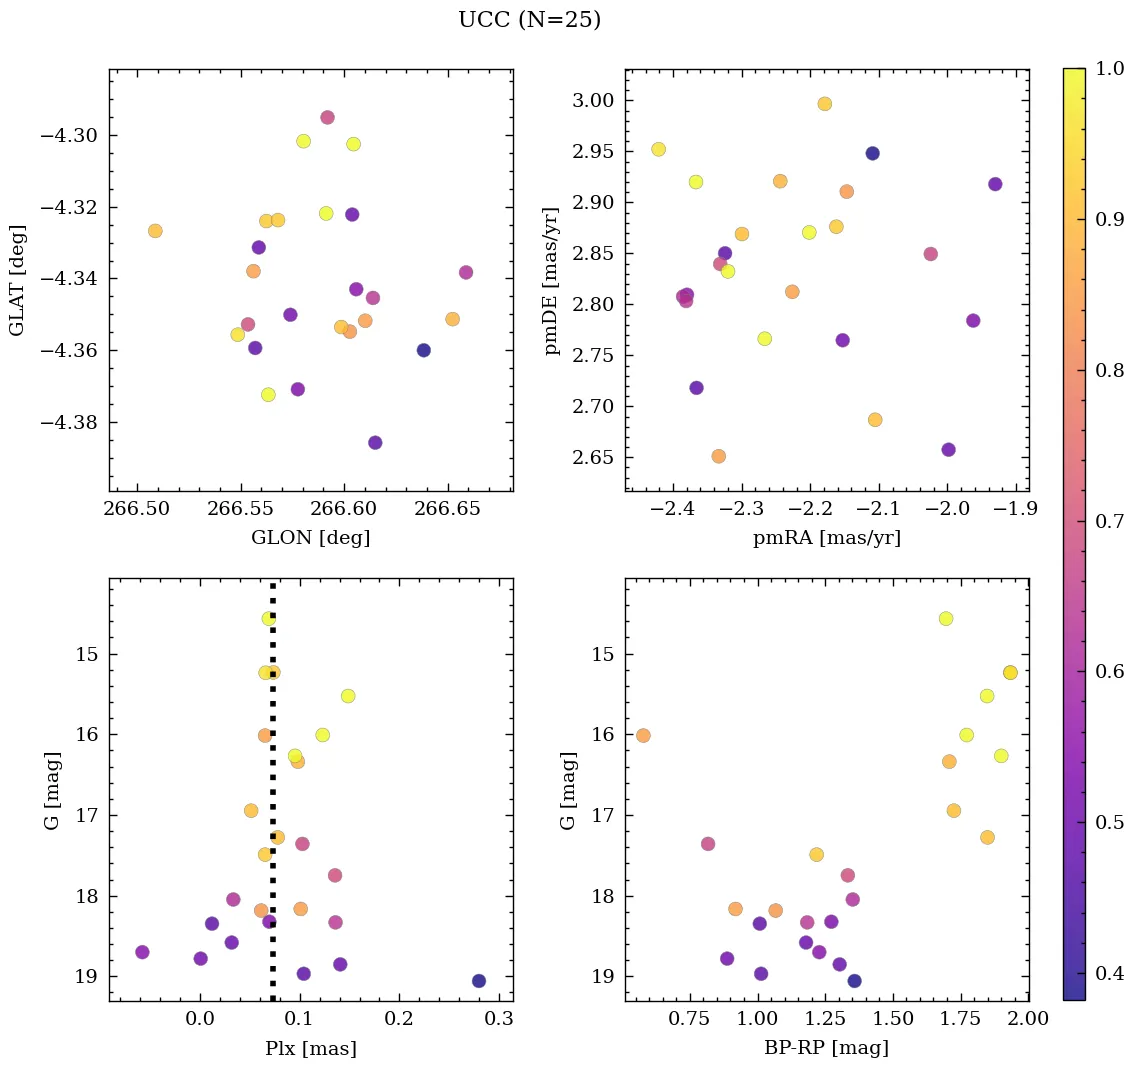 UCC (N=25)
−4.30
−4.32
−4.34
−4.36
−4.38
GLAT [deg]
266.50 266.55 266.60 266.65
GLON [deg]
3.00
2.95
2.90
2.85
2.80
2.75
2.70
2.65
pmDE [mas/yr]
−2.4 −2.3 −2.2 −2.1 −2.0 −1.9
pmRA [mas/yr]
15
16
17
18
19
G [mag]
0.0 0.1 0.2 0.3
Plx [mas]
15
16
17
18
19
G [mag]
0.75 1.00 1.25 1.50 1.75 2.00
BP-RP [mag]
1.0
0.9
0.8
0.7
0.6
0.5
0.4